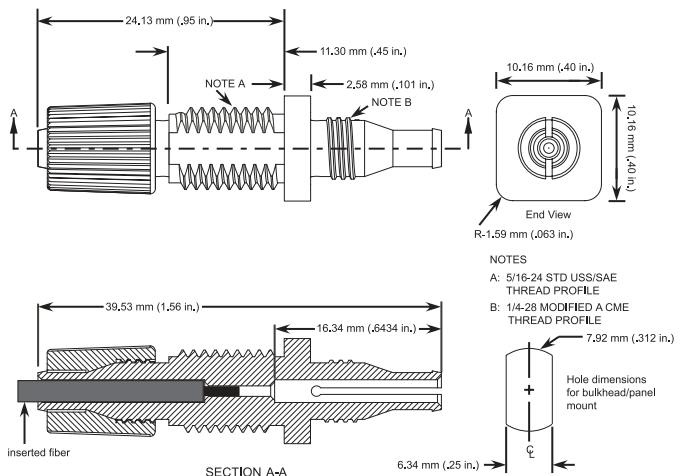 24.13 mm (.95 in.)
11.30 mm (.45 in.)
10.16 mm (.40 in.)
NOTE A
2.58 mm (.101 in.)
NOTE B
A
A
10.16 mm (.40 in.)
End View
R-1.59 mm (.063 in.)
NOTES
A: 5/16-24 STD USS/SAE
THREAD PROFILE
B: 1/4-28 MODIFIED A CME
THREAD PROFILE
39.53 mm (1.56 in.)
16.34 mm (.6434 in.)
7.92 mm (.312 in.)
Hole dimensions
for bulkhead/panel
mount
inserted fiber
SECTION A-A
6.34 mm (.25 in.)
℄